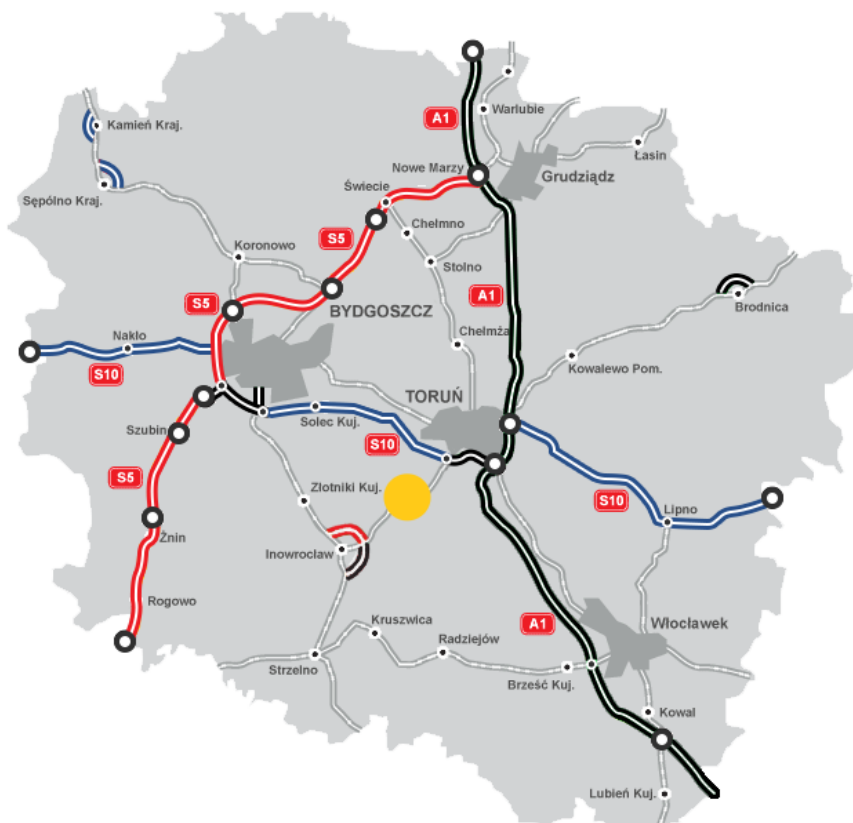 A1
Warlubie
Kamień Kraj.
Łasin
Nowe Marzy
Grudziądz
Sępólno Kraj.
Świecie
Chełmno
S5
Koronowo
Stolno
A1
S5
BYDGOSZCZ
Brodnica
Nakło
Chełmża
Kowalewo Pom.
S10
TORUŃ
Solec Kuj.
Szubin
S10
S5
Złotniki Kuj.
S10
Lipno
Żnin
Inowrocław
Rogowo
Kruszwica
A1
Włocławek
Radziejów
Strzelno
Brześć Kuj.
Kowal
Lubień Kuj.